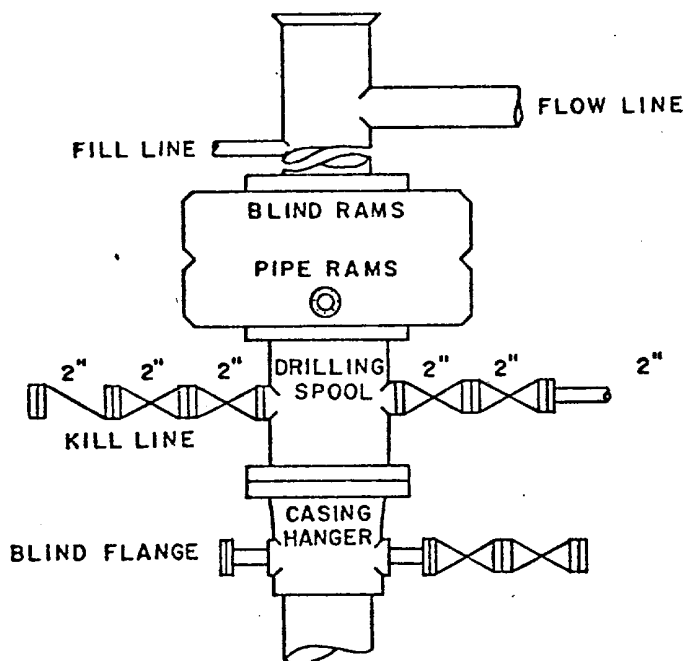 FLOW LINE
FILL LINE
BLIND RAMS
PIPE RAMS
2" 2" 2" DRILLING SPOOL 2" 2" 2"
KILL LINE
CASING
HANGER
BLIND FLANGE